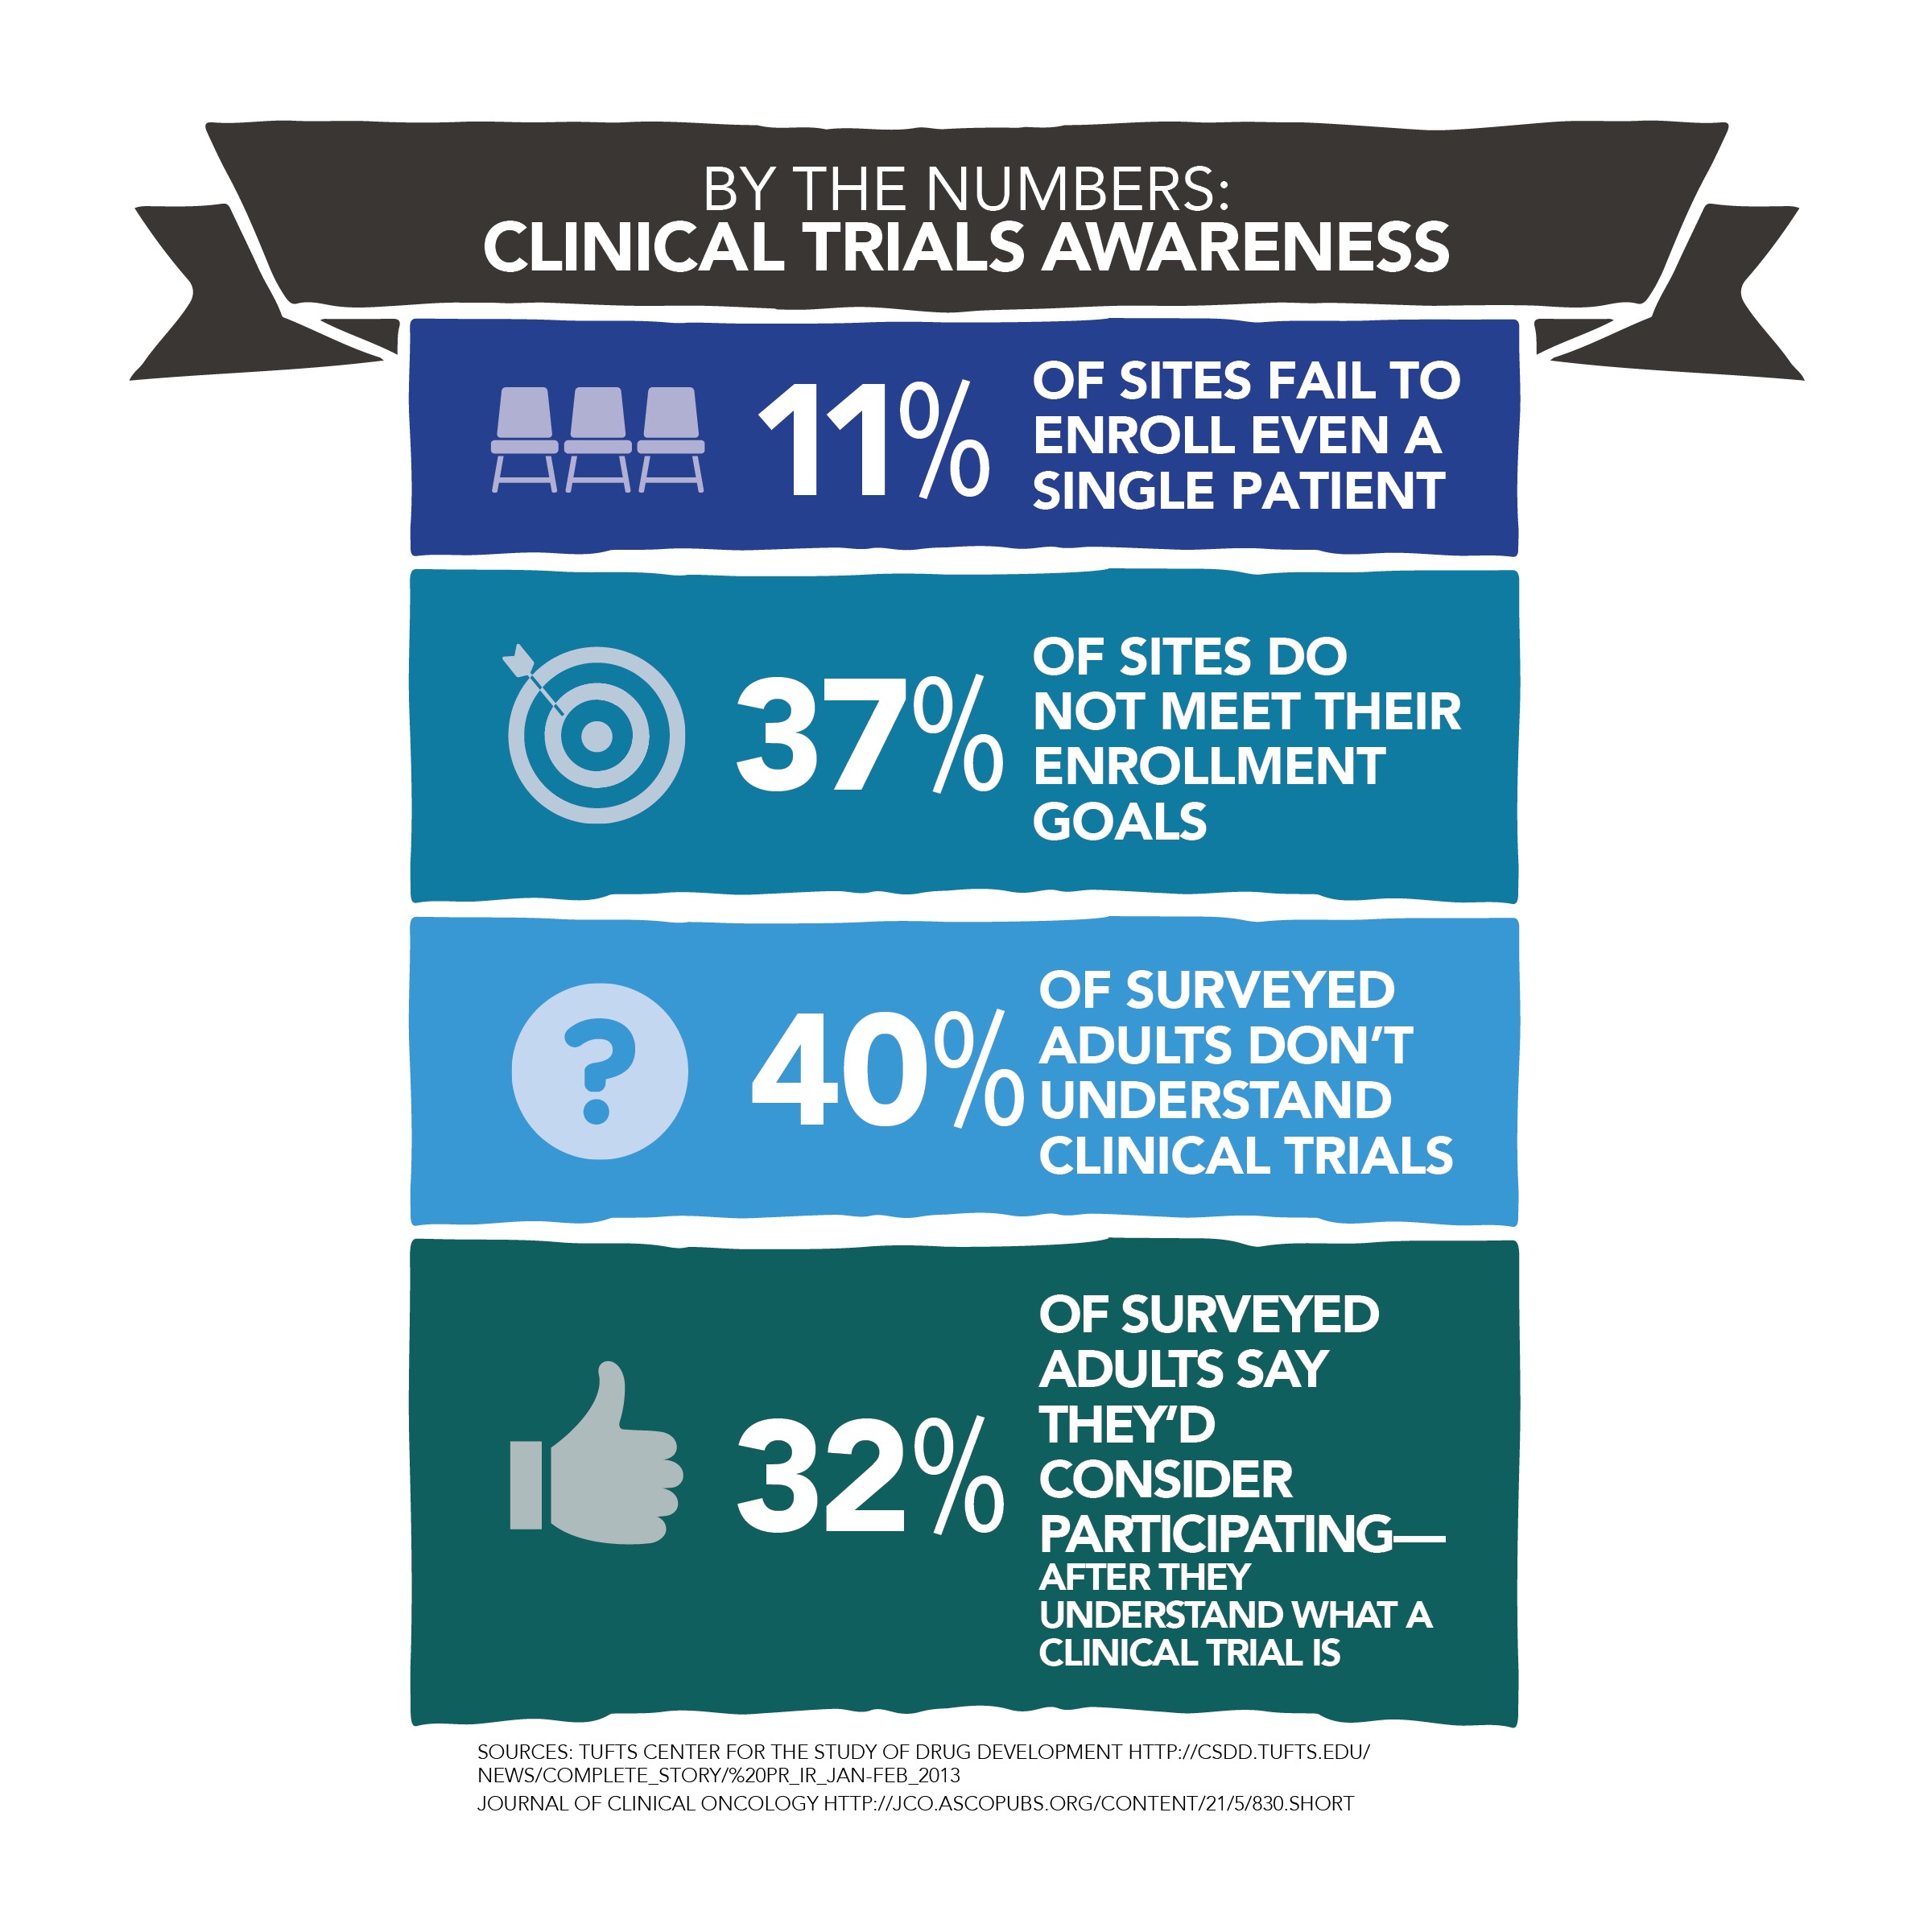 BY THE NUMBERS:
CLINICAL TRIALS AWARENESS
11%
OF SITES FAIL TO
ENROLL EVEN A
SINGLE PATIENT
37%
OF SITES DO
NOT MEET THEIR
ENROLLMENT
GOALS
?
40%
OF SURVEYED
ADULTS DON'T
UNDERSTAND
CLINICAL TRIALS
32%
OF SURVEYED
ADULTS SAY
THEY'D
CONSIDER
PARTICIPATING—
AFTER THEY
UNDERSTAND WHAT A
CLINICAL TRIAL IS
SOURCES: TUFTS CENTER FOR THE STUDY OF DRUG DEVELOPMENT HTTP://CSDD.TUFTS.EDU/
NEWS/COMPLETE_STORY/%20PR_IR_JAN-FEB_2013
JOURNAL OF CLINICAL ONCOLOGY HTTP://JCO.ASCOPUBS.ORG/CONTENT/21/5/830.SHORT